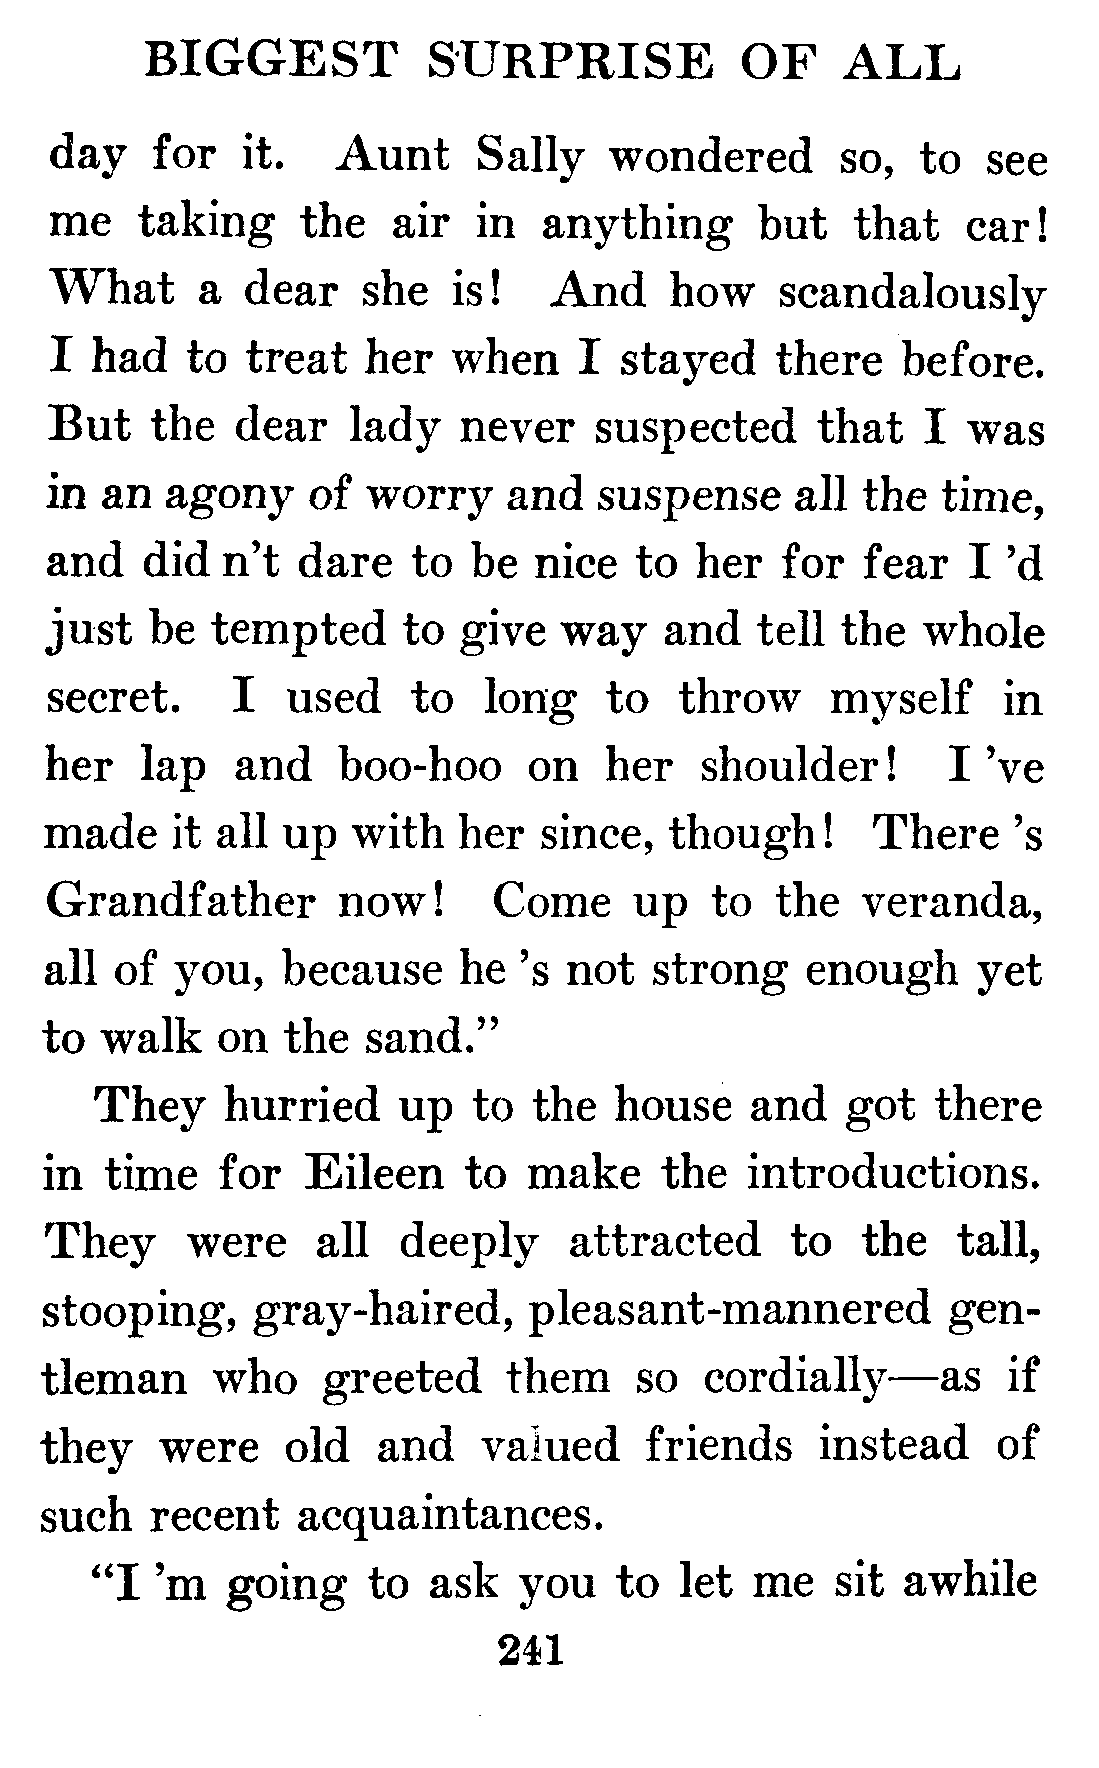 BIGGEST SURPRISE OF ALL
day for it. Aunt Sally wondered so, to see
me taking the air in anything but that car!
What a dear she is! And how scandalously
I had to treat her when I stayed there before.
But the dear lady never suspected that I was
in an agony of worry and suspense all the time,
and did n't dare to be nice to her for fear I 'd
just be tempted to give way and tell the whole
secret. I used to long to throw myself in
her lap and boo-hoo on her shoulder! I 've
made it all up with her since, though! There 's
Grandfather now! Come up to the veranda,
all of you, because he 's not strong enough yet
to walk on the sand."
They hurried up to the house and got there
in time for Eileen to make the introductions.
They were all deeply attracted to the tall,
stooping, gray-haired, pleasant-mannered gen-
tleman who greeted them so cordially—as if
they were old and valued friends instead of
such recent acquaintances.
"I 'm going to ask you to let me sit awhile
241